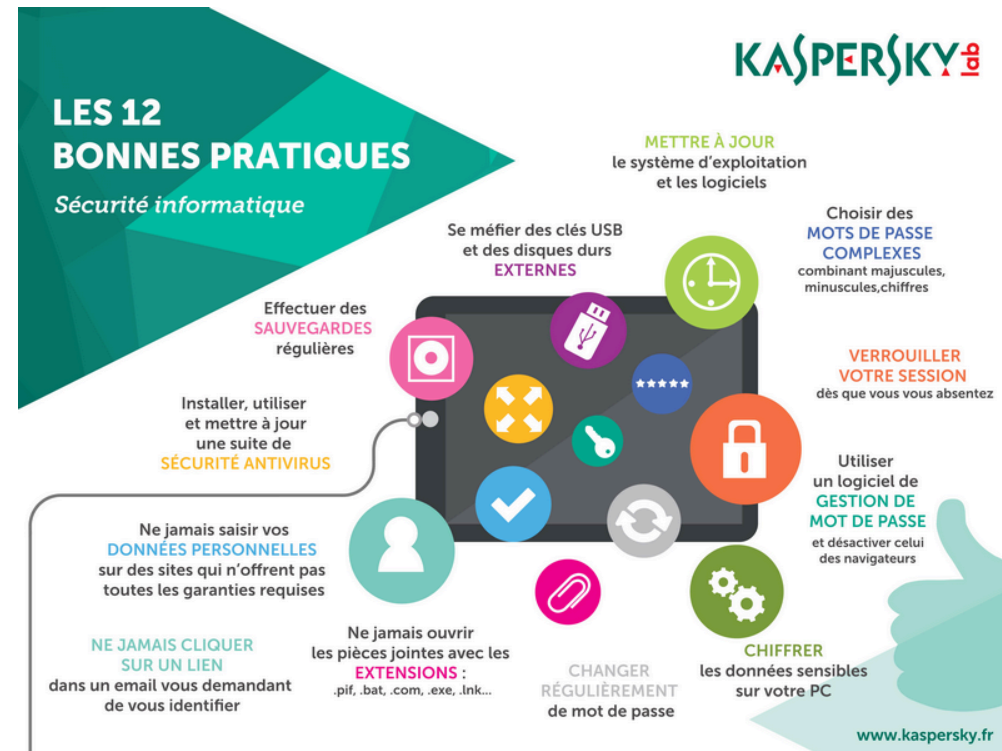 LES 12
BONNES PRATIQUES
Sécurité informatique
KASPERSKY lab
METTRE À JOUR
le système d'exploitation
et les logiciels
Se méfier des clés USB
et des disques durs
EXTERNES
Choisir des
MOTS DE PASSE
COMPLEXES
combinant majuscules,
minuscules,chiffres
Effectuer des
SAUVEGARDES
régulières
VERROUILLER
VOTRE SESSION
dès que vous vous absentez
Installer, utiliser
et mettre à jour
une suite de
SÉCURITÉ ANTIVIRUS
Utiliser
un logiciel de
GESTION DE
MOT DE PASSE
et désactiver celui
des navigateurs
Ne jamais saisir vos
DONNÉES PERSONNELLES
sur des sites qui n'offrent pas
toutes les garanties requises
NE JAMAIS CLIQUER
SUR UN LIEN
dans un email vous demandant
de vous identifier
Ne jamais ouvrir
les pièces jointes avec les
EXTENSIONS :
.pif, .bat, .com, .exe, .lnk...
CHANGER
RÉGULIÈREMENT
de mot de passe
CHIFFRER
les données sensibles
sur votre PC
www.kaspersky.fr